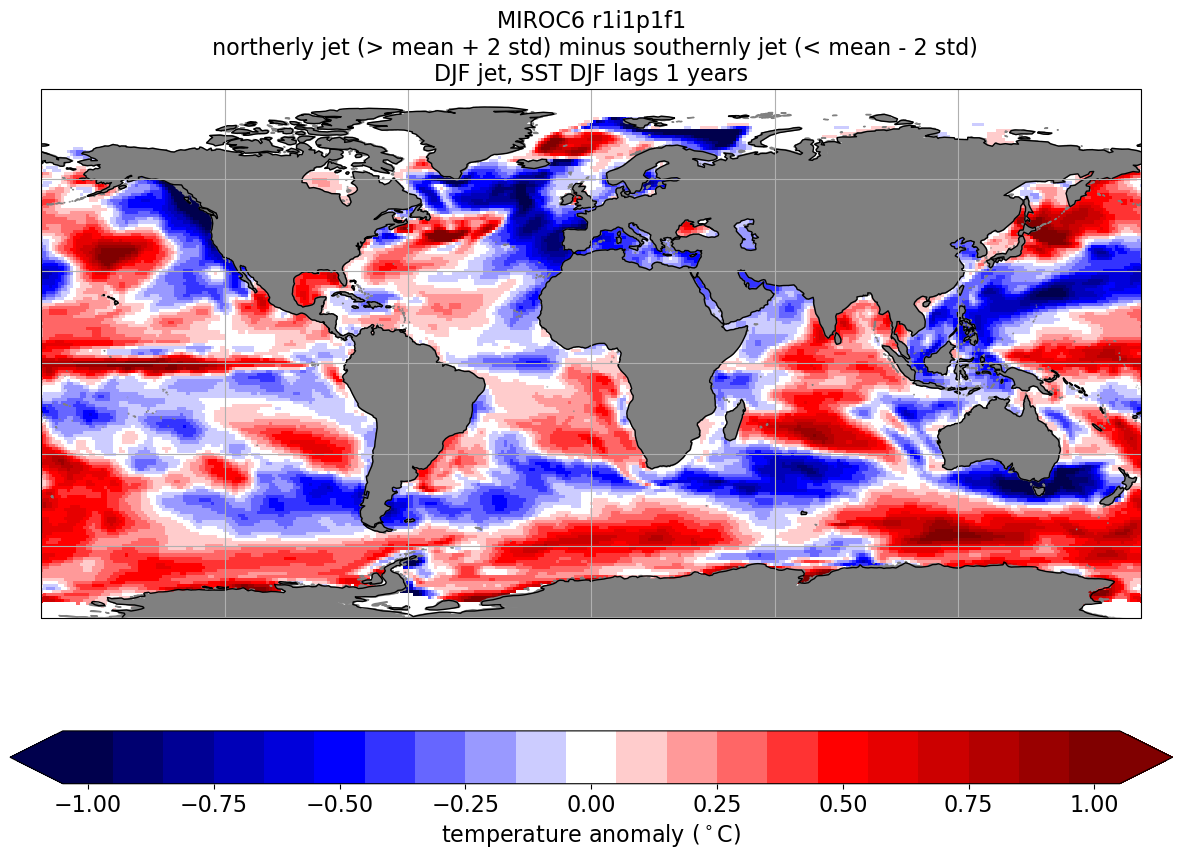 MIROC6 r1i1p1f1
northerly jet (> mean + 2 std) minus southernly jet (< mean - 2 std)
DJF jet, SST DJF lags 1 years
−1.00 −0.75 −0.50 −0.25 0.00 0.25 0.50 0.75 1.00
temperature anomaly (°C)